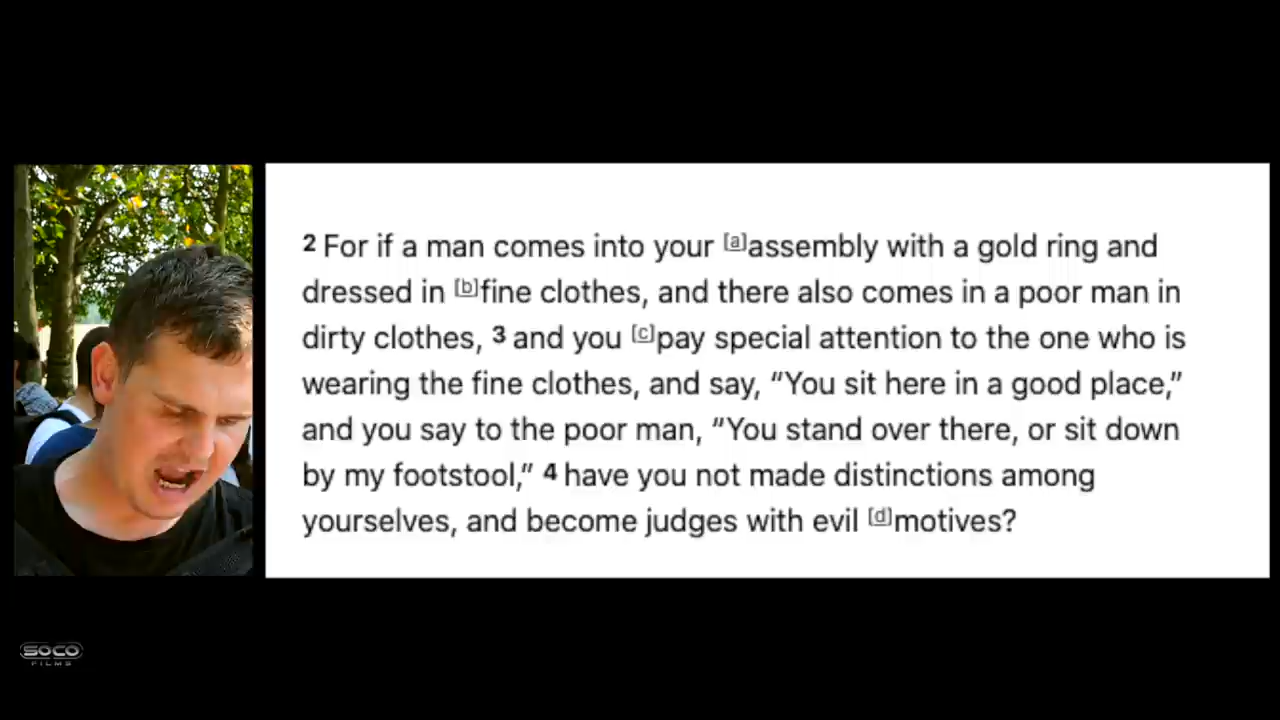 2 For if a man comes into your [a]assembly with a gold ring and
dressed in [b]fine clothes, and there also comes in a poor man in
dirty clothes, 3 and you [c]pay special attention to the one who is
wearing the fine clothes, and say, “You sit here in a good place,”
and you say to the poor man, “You stand over there, or sit down
by my footstool,” 4 have you not made distinctions among
yourselves, and become judges with evil [d]motives?
SOCO
FILMS